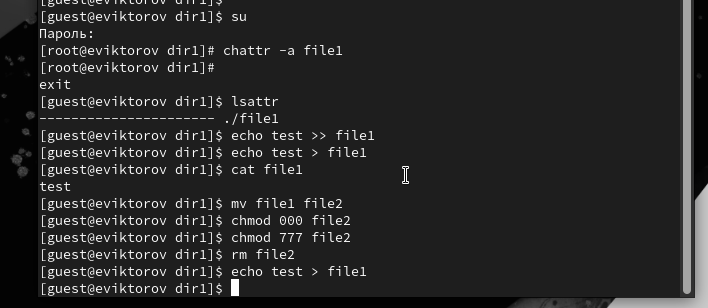 [guest@eviktorov dir1]$
[guest@eviktorov dir1]$ su
Пароль:
[root@eviktorov dir1]# chattr -a file1
[root@eviktorov dir1]#
exit
[guest@eviktorov dir1]$ lsattr
---------------------- ./file1
[guest@eviktorov dir1]$ echo test >> file1
[guest@eviktorov dir1]$ echo test > file1
[guest@eviktorov dir1]$ cat file1
test
[guest@eviktorov dir1]$ mv file1 file2
[guest@eviktorov dir1]$ chmod 000 file2
[guest@eviktorov dir1]$ chmod 777 file2
[guest@eviktorov dir1]$ rm file2
[guest@eviktorov dir1]$ echo test > file1
[guest@eviktorov dir1]$